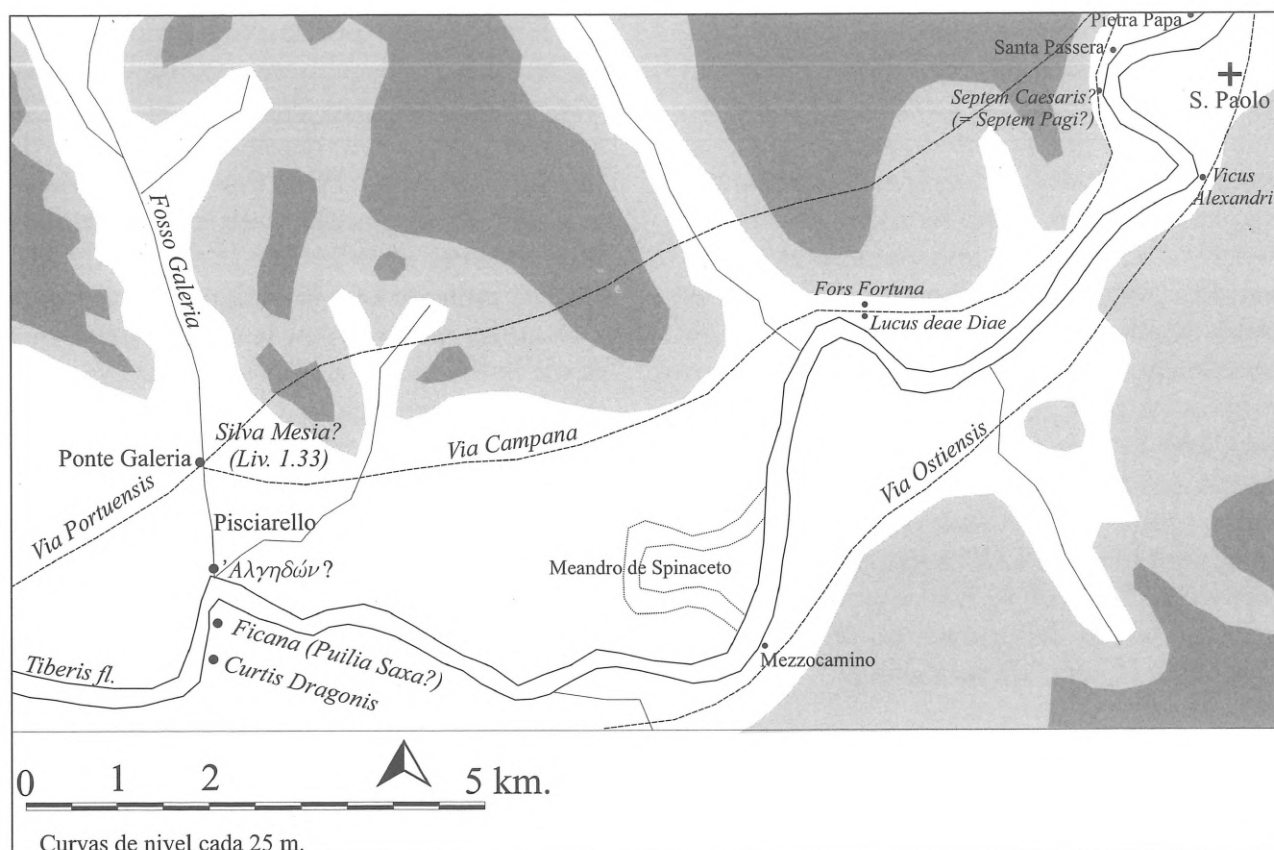 Pietra Papa
Santa Passera
S. Paolo
Septem Caesaris?
(= Septem Pagi?)
Vicus
Alexandri
Fosso Galeria
Fors Fortuna
Lucus deae Diae
Silva Mesia?
(Liv. 1.33)
Via Campana
Via Ostiensis
Ponte Galeria
Via Portuensis
Pisciarello
'Αλγηδών?
Meandro de Spinaceto
Ficana (Puilia Saxa?)
Mezzocamino
Tiberis fl.
Curtis Dragonis
0 1 2 5 km.
Curvas de nivel cada 25 m.